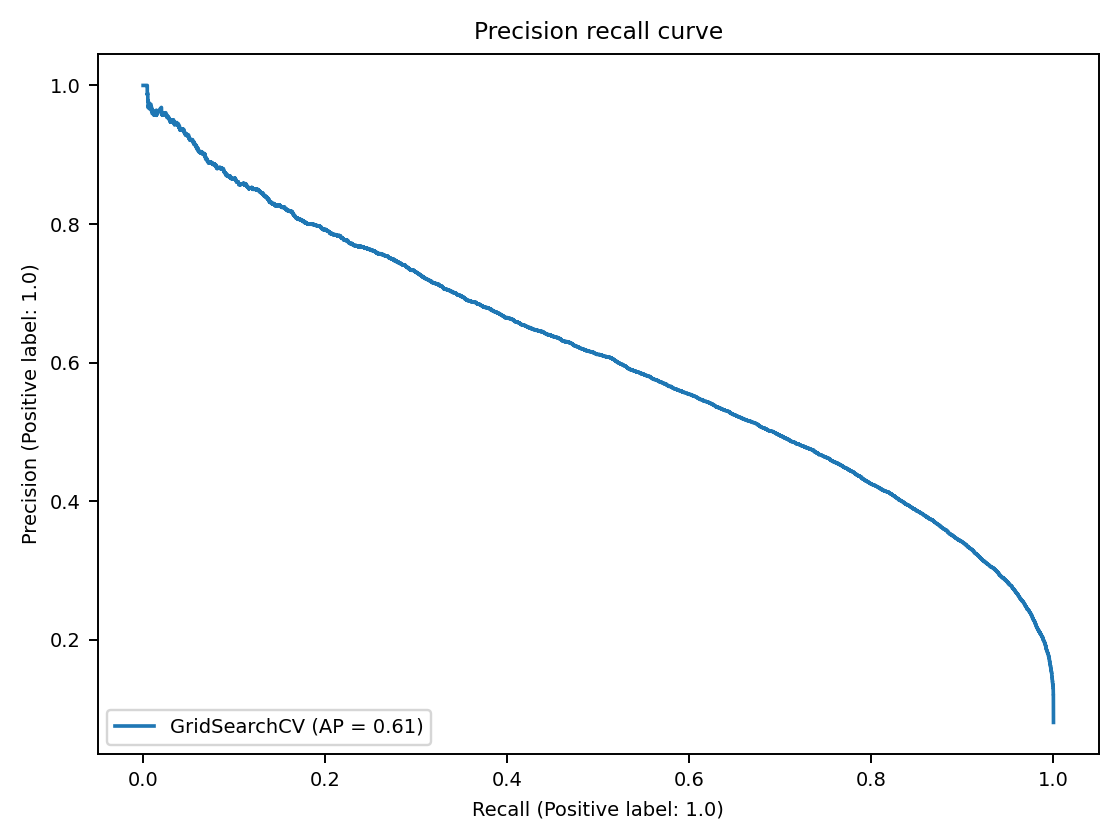 Precision recall curve
1.0
0.8
0.6
0.4
0.2
Precision (Positive label: 1.0)
GridSearchCV (AP = 0.61)
0.0
0.2
0.4
0.6
0.8
1.0
Recall (Positive label: 1.0)